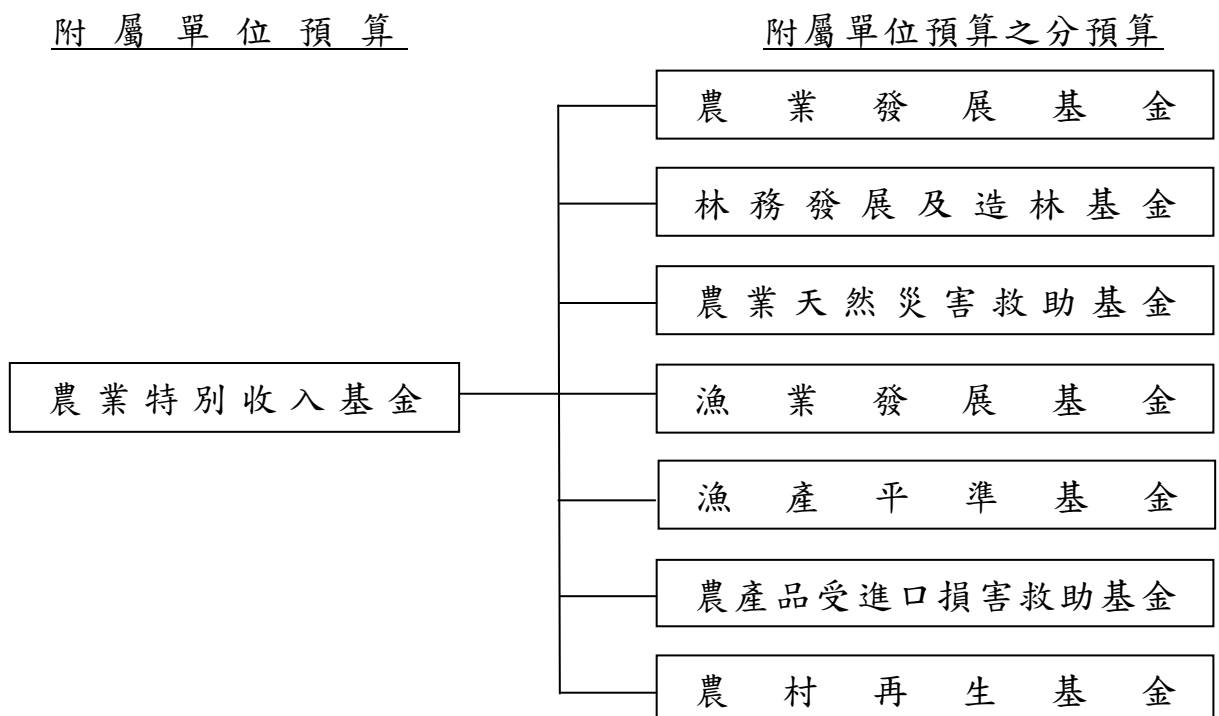 附屬單位預算
附屬單位預算之分預算
農業發展基金
林務發展及造林基金
農業天然災害救助基金
農業特別收入基金
漁業發展基金
漁產平準基金
農產品受進口損害救助基金
農村再生基金